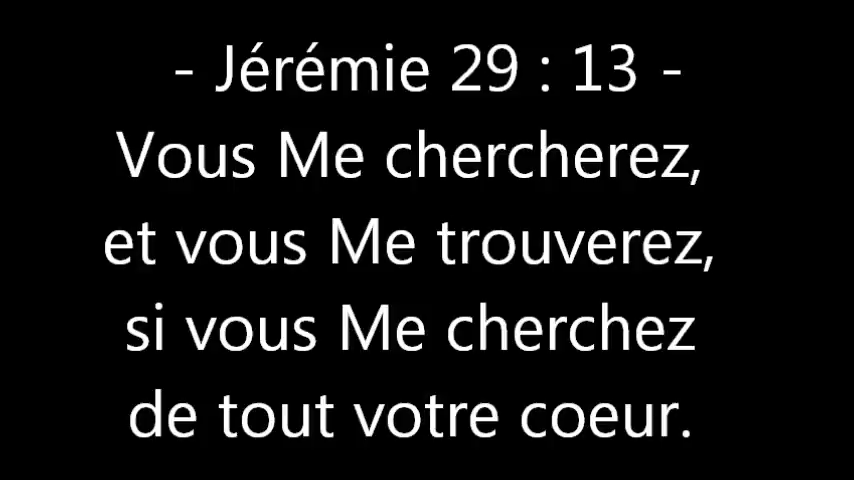 - Jérémie 29 : 13 -
Vous Me chercherez,
et vous Me trouverez,
si vous Me cherchez
de tout votre coeur.